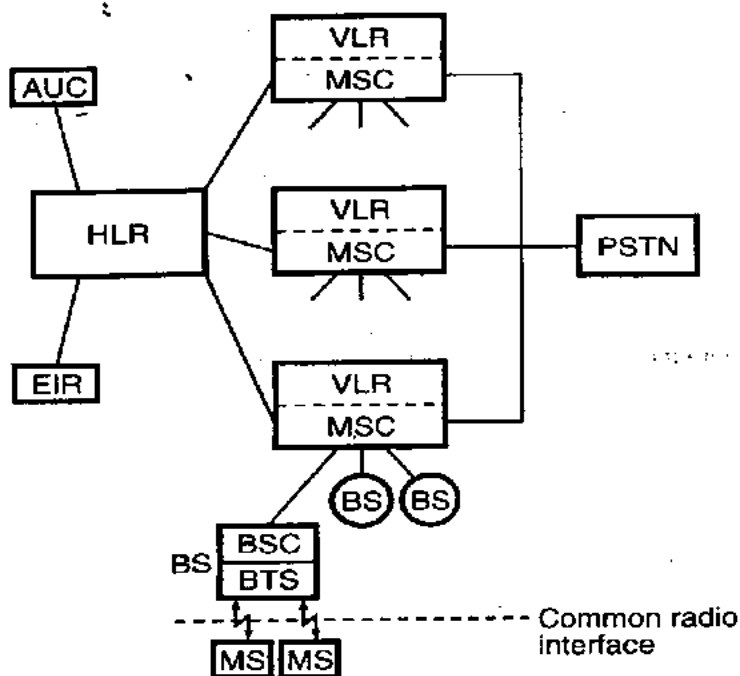 VLR
MSC
AUC
HLR
VLR
MSC
PSTN
EIR
VLR
MSC
BS
BS
BS
BSC
BTS
Common radio
interface
MS
MS